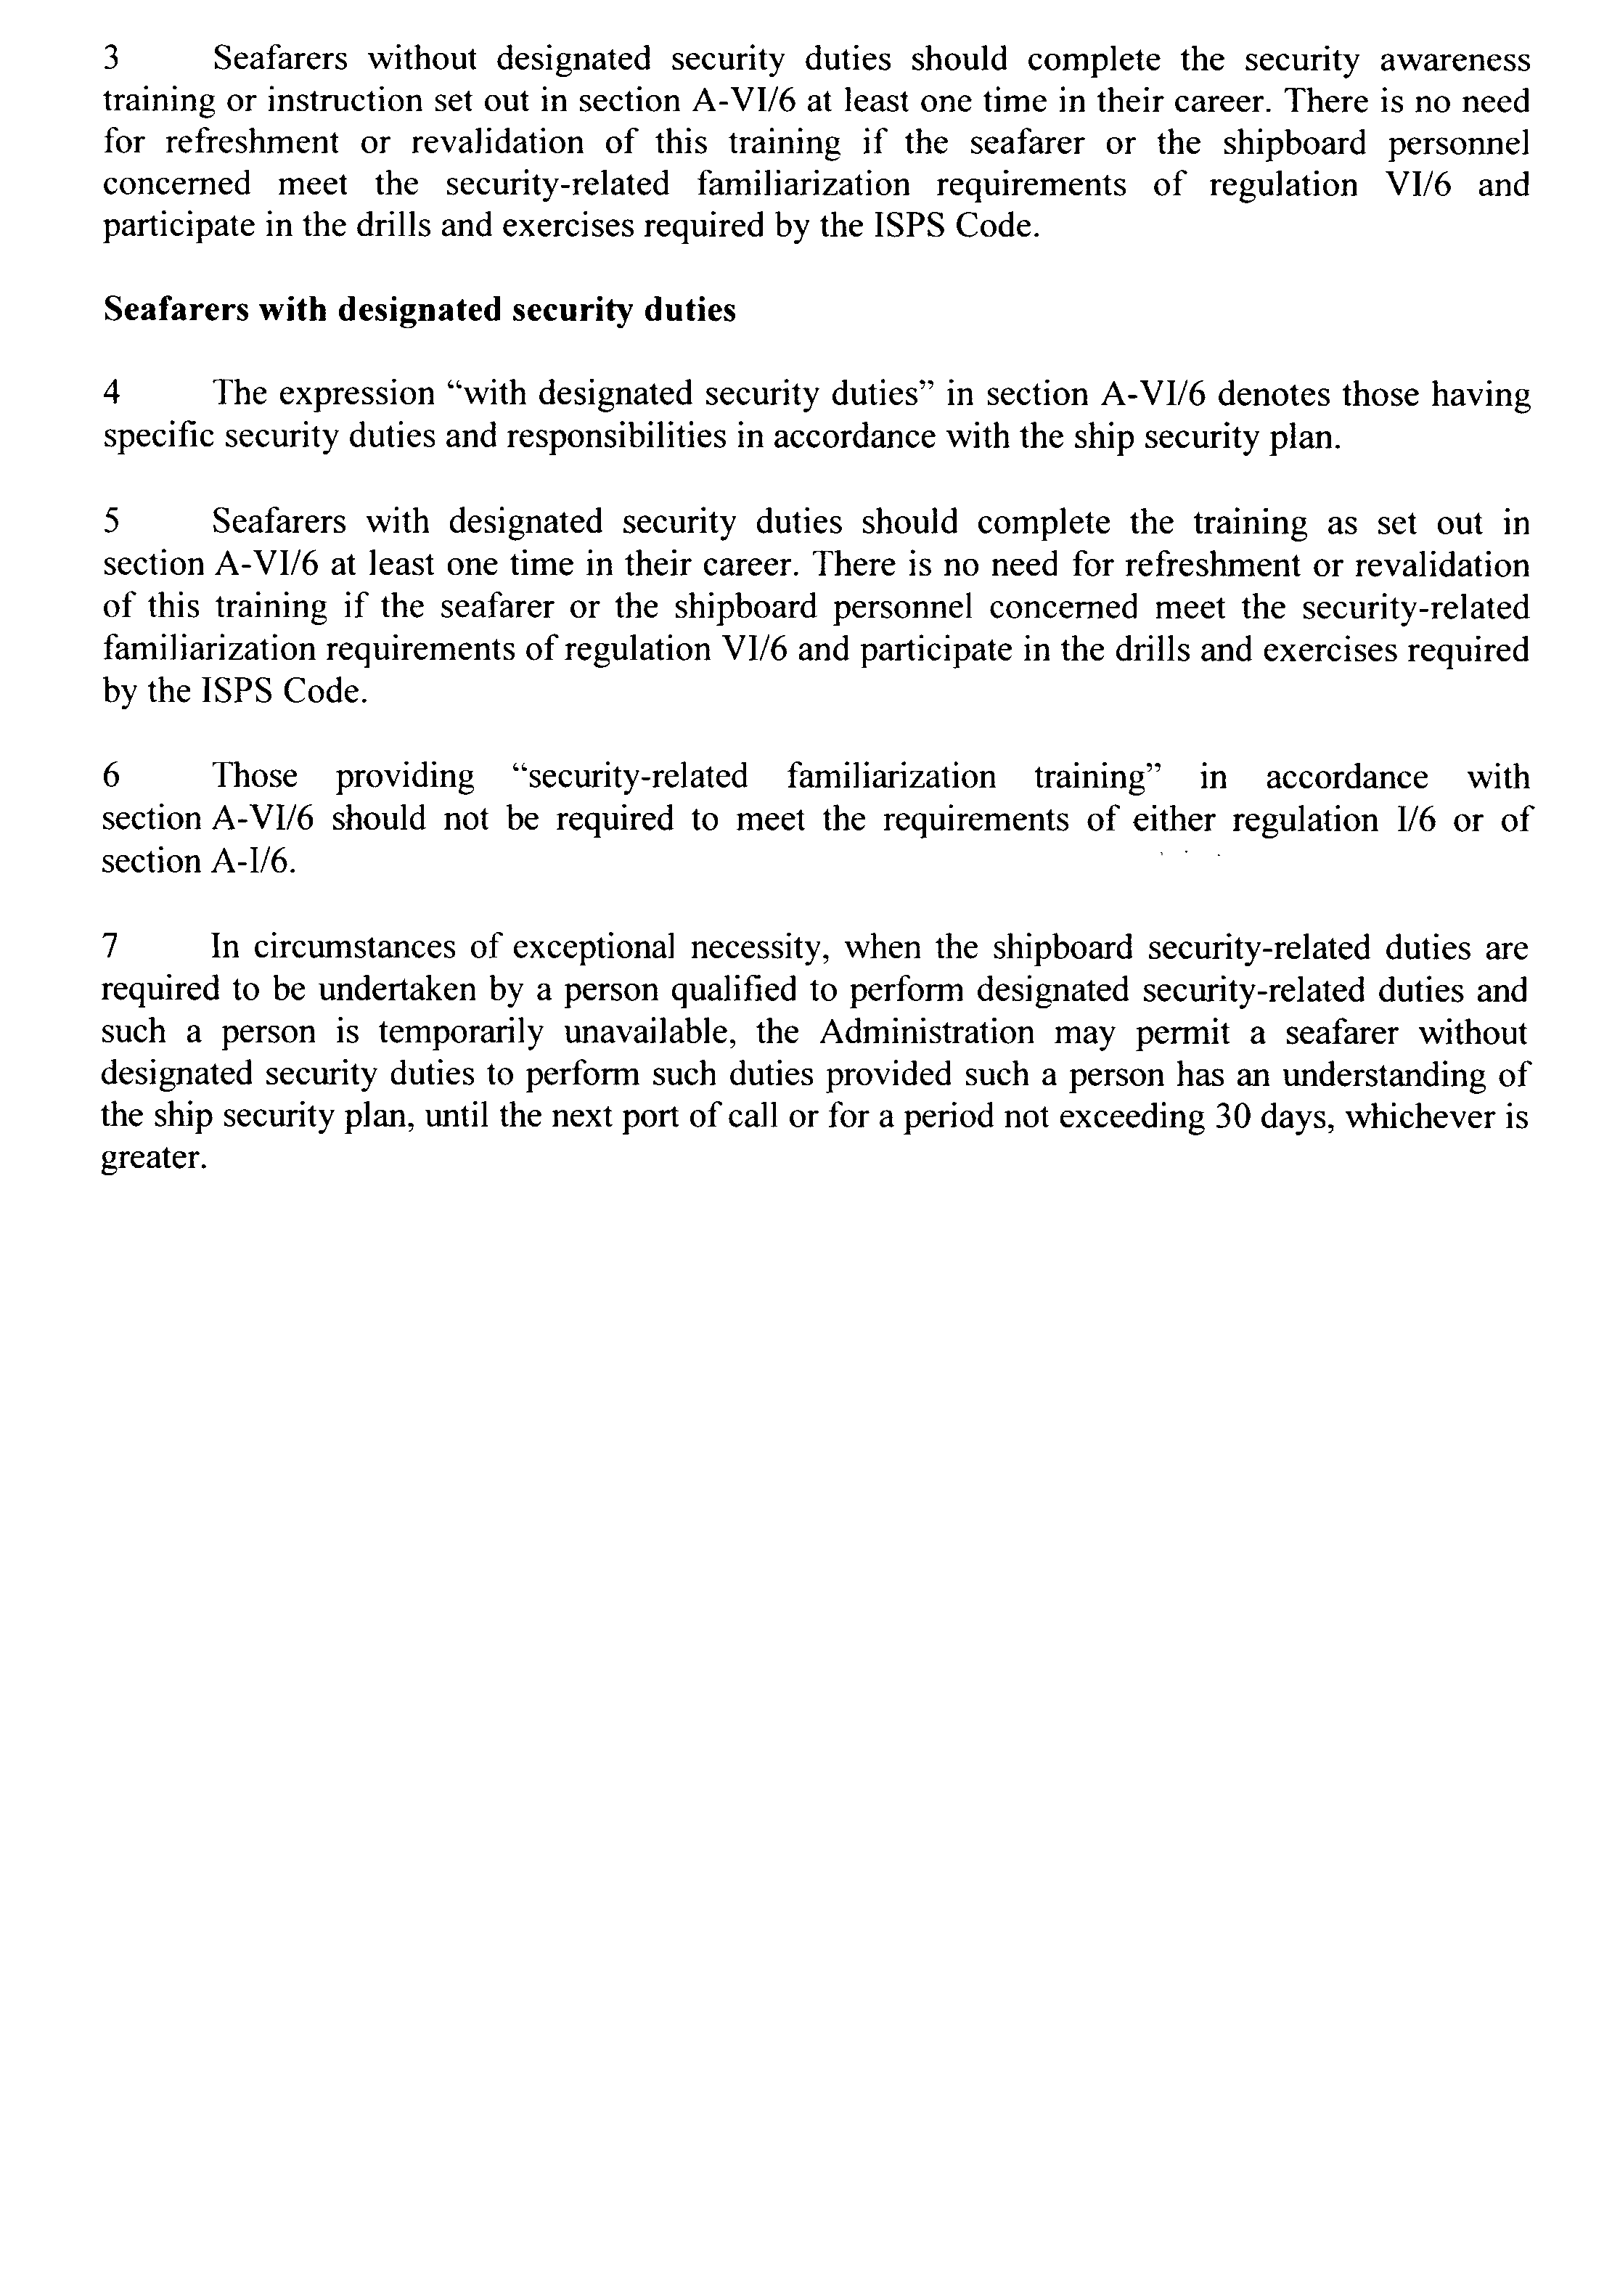 3 Seafarers without designated security duties should complete the security awareness
training or instruction set out in section A-VI/6 at least one time in their career. There is no need
for refreshment or revalidation of this training if the seafarer or the shipboard personnel
concerned meet the security-related familiarization requirements of regulation VI/6 and
participate in the drills and exercises required by the ISPS Code.
Seafarers with designated security duties
4 The expression “with designated security duties” in section A-VI/6 denotes those having
specific security duties and responsibilities in accordance with the ship security plan.
5 Seafarers with designated security duties should complete the training as set out in
section A-VI/6 at least one time in their career. There is no need for refreshment or revalidation
of this training if the seafarer or the shipboard personnel concerned meet the security-related
familiarization requirements of regulation VI/6 and participate in the drills and exercises required
by the ISPS Code.
6 Those providing “security-related familiarization training” in accordance with
section A-VI/6 should not be required to meet the requirements of either regulation I/6 or of
section A-I/6.
7 In circumstances of exceptional necessity, when the shipboard security-related duties are
required to be undertaken by a person qualified to perform designated security-related duties and
such a person is temporarily unavailable, the Administration may permit a seafarer without
designated security duties to perform such duties provided such a person has an understanding of
the ship security plan, until the next port of call or for a period not exceeding 30 days, whichever is
greater.